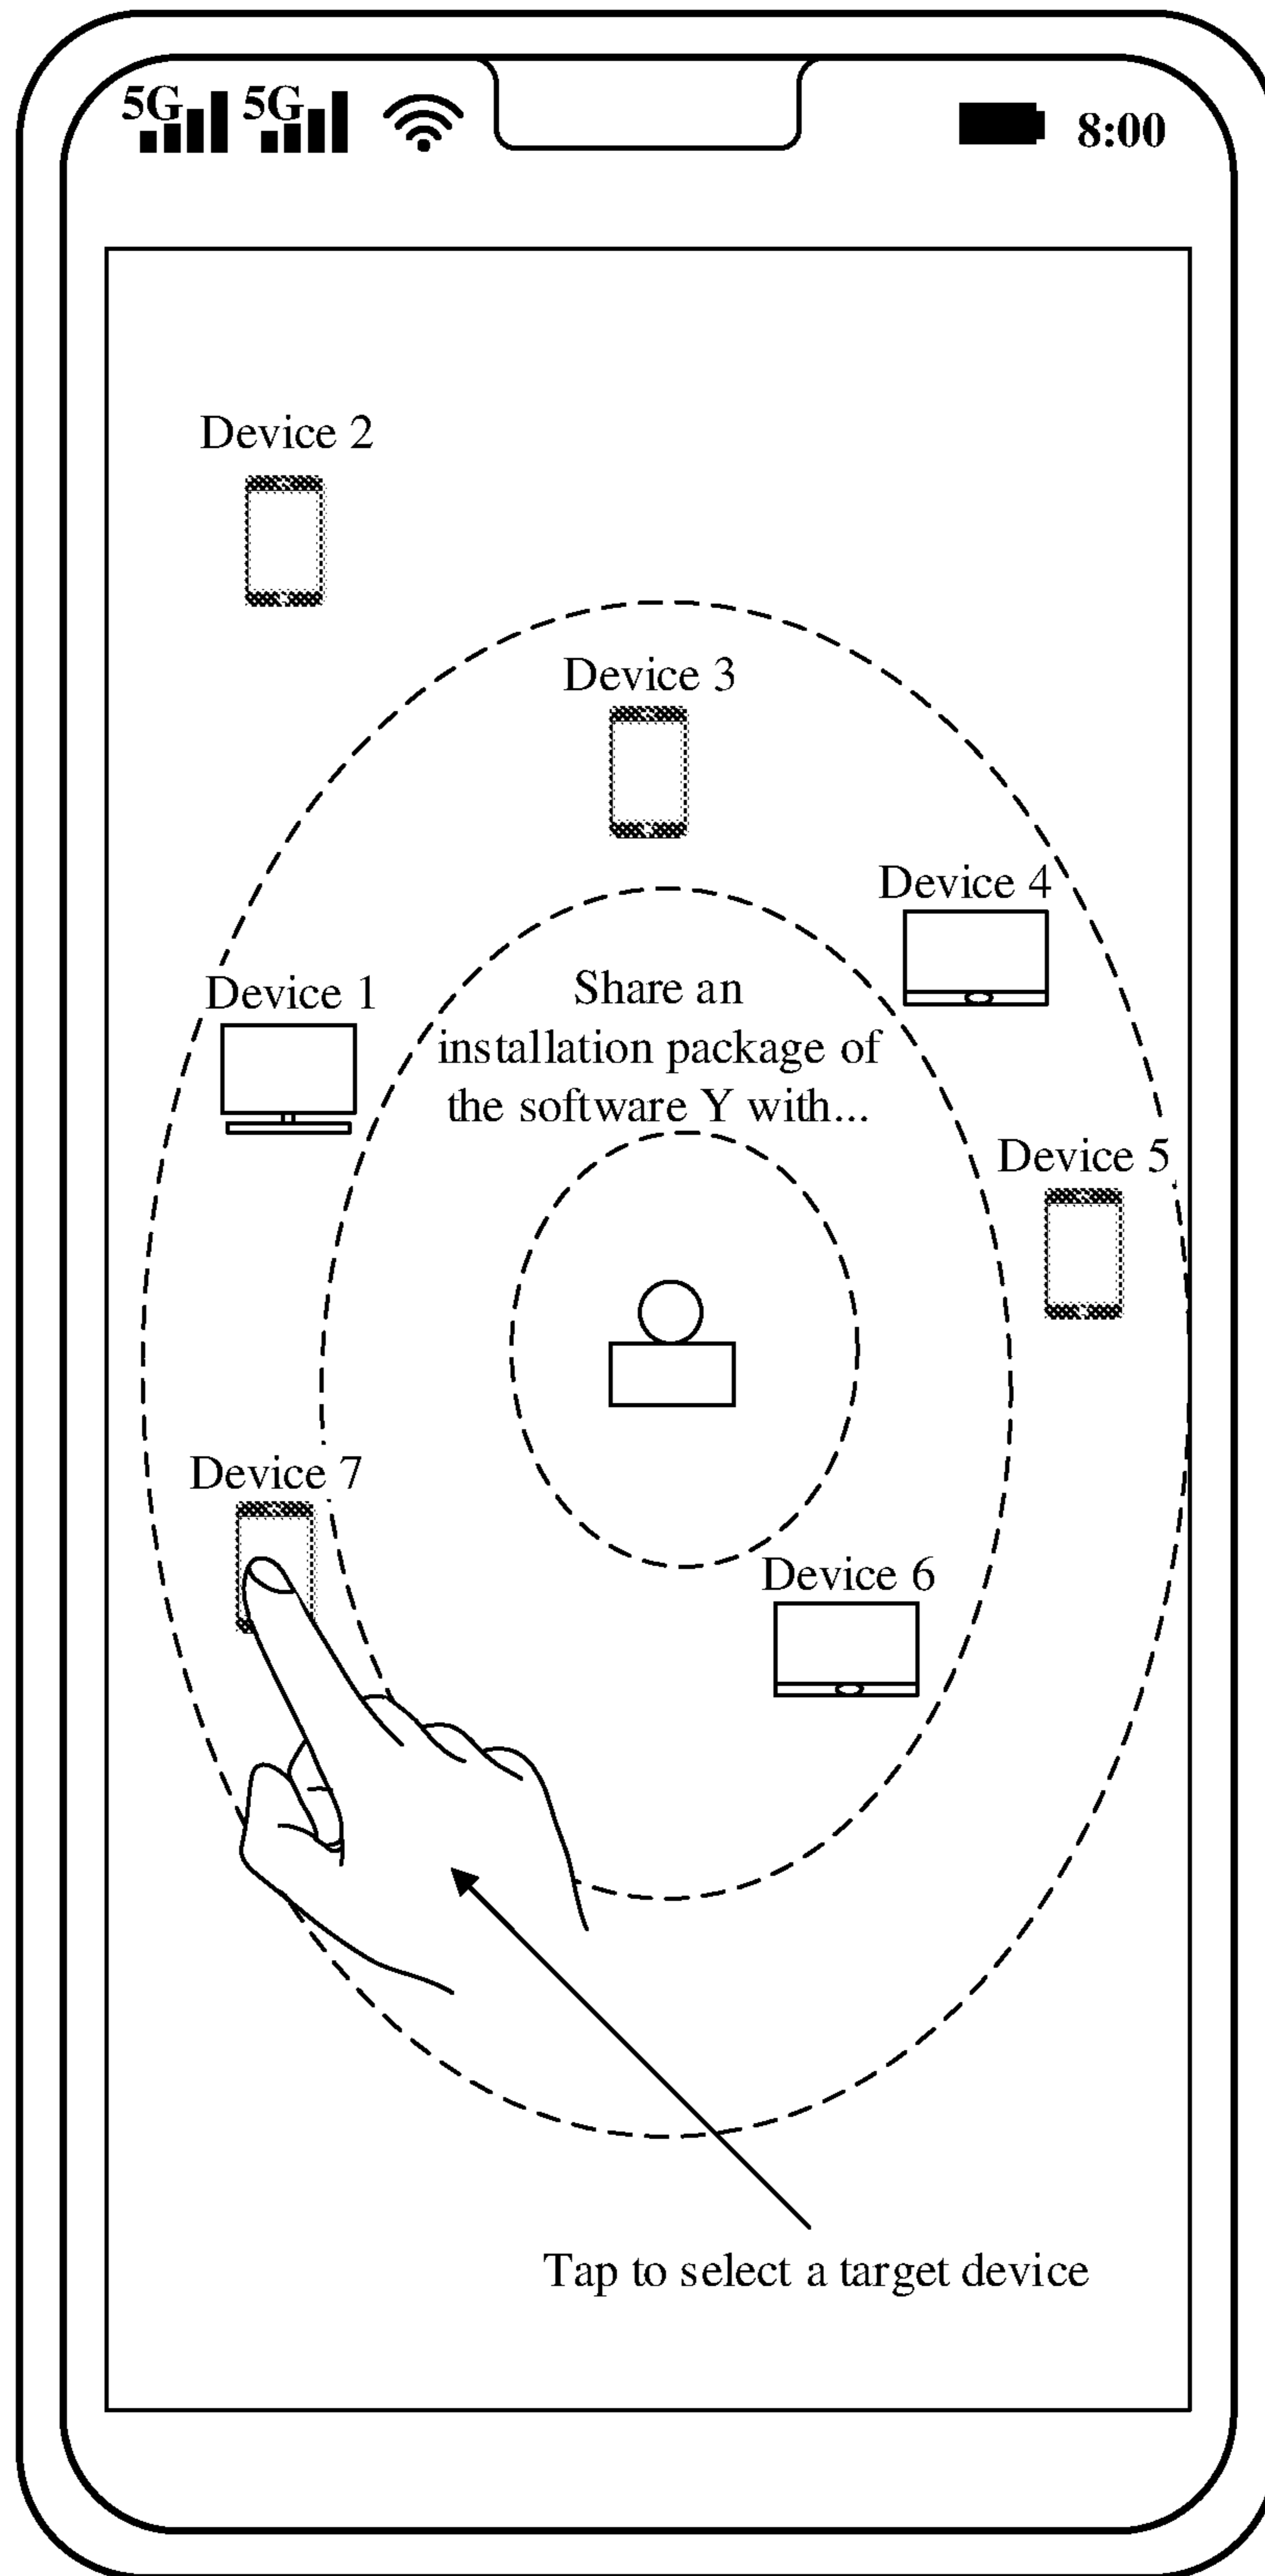 5G 5G 8:00
Device 2
Device 3
Device 4
Device 1
Share an
installation package of
the software Y with...
Device 5
Device 7
Device 6
Tap to select a target device